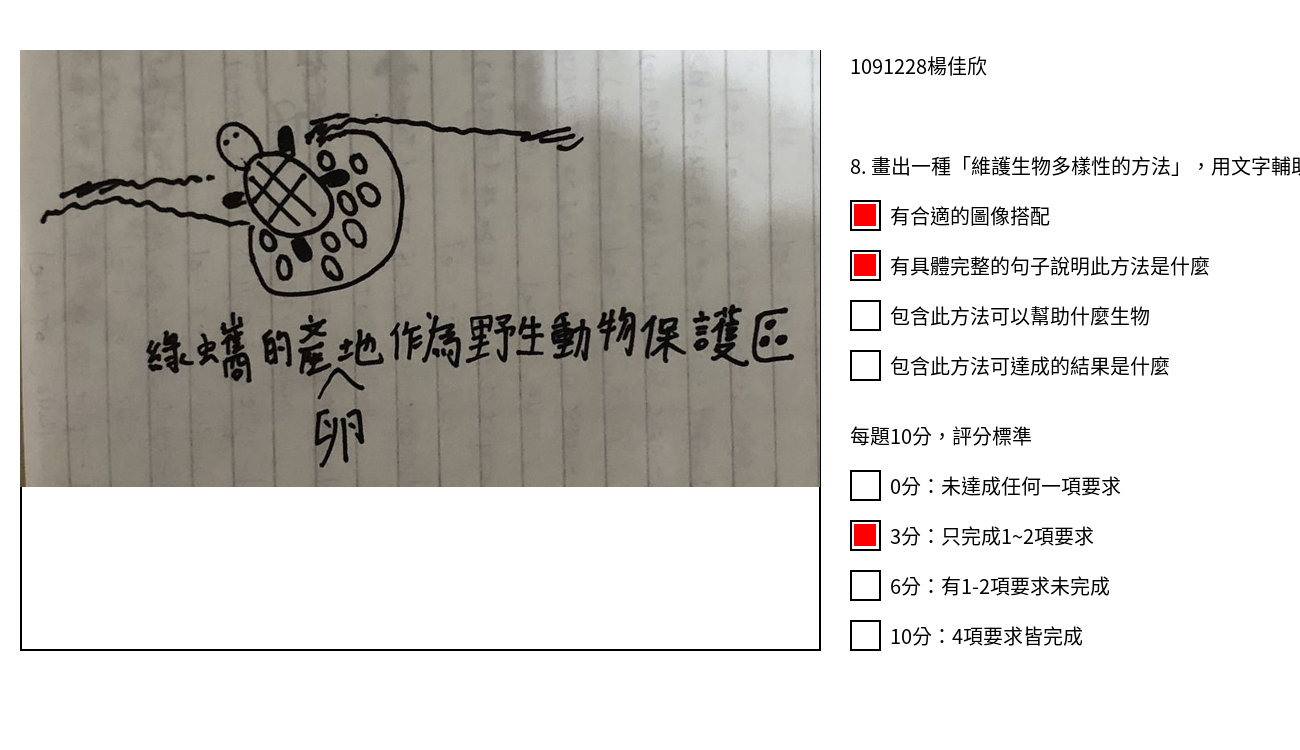 綠蠵的產卵地作為野生動物保護區
1091228楊佳欣
8. 畫出一種「維護生物多樣性的方法」，用文字輔
有合適的圖像搭配
有具體完整的句子說明此方法是什麼
包含此方法可以幫助什麼生物
包含此方法可達成的結果是什麼
每題10分，評分標準
0分：未達成任何一項要求
3分：只完成1~2項要求
6分：有1-2項要求未完成
10分：4項要求皆完成